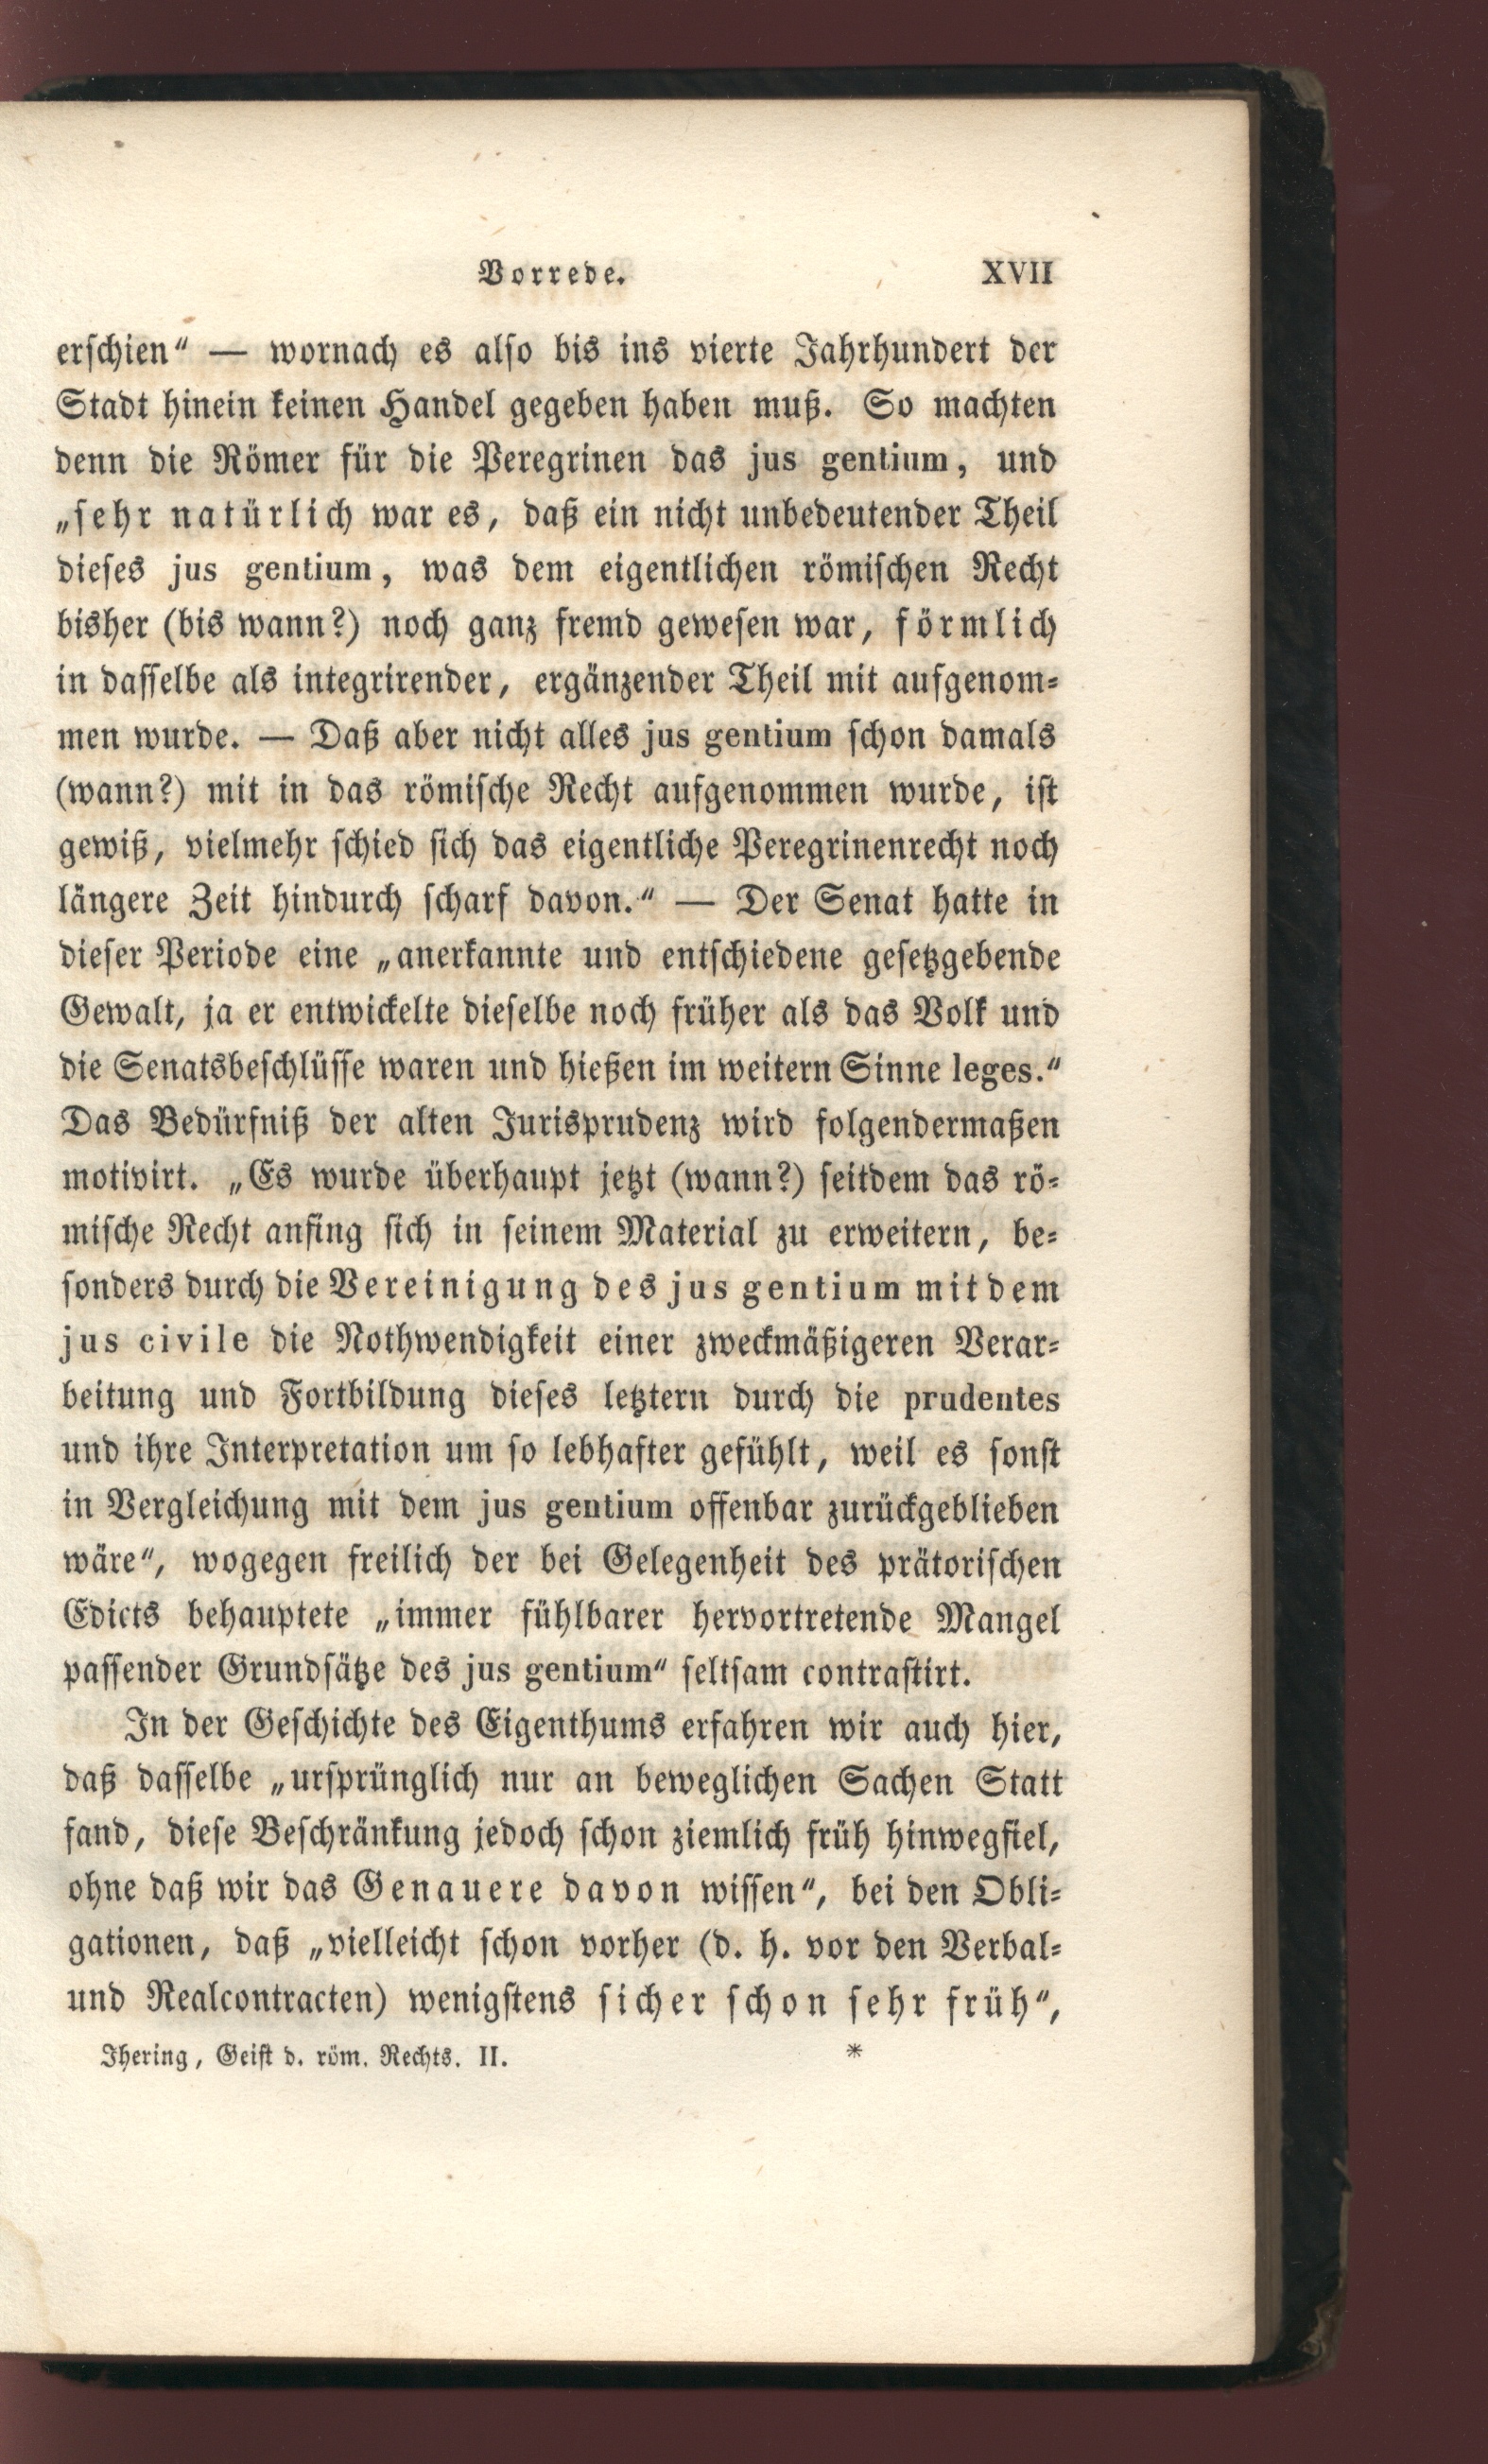 Vorrede. XVII
erschien“ — wornach es also bis ins vierte Jahrhundert der
Stadt hinein keinen Handel gegeben haben muß. So machten
denn die Römer für die Peregrinen das jus gentium, und
„sehr natürlich war es, daß ein nicht unbedeutender Theil
dieses jus gentium, was dem eigentlichen römischen Recht
bisher (bis wann?) noch ganz fremd gewesen war, förmlich
in dasselbe als integrirender, ergänzender Theil mit aufgenom-
men wurde. — Daß aber nicht alles jus gentium schon damals
(wann?) mit in das römische Recht aufgenommen wurde, ist
gewiß, vielmehr schied sich das eigentliche Peregrinenrecht noch
längere Zeit hindurch scharf davon.“ — Der Senat hatte in
dieser Periode eine „anerkannte und entschiedene gesetzgebende
Gewalt, ja er entwickelte dieselbe noch früher als das Volk und
die Senatsbeschlüsse waren und hießen im weitern Sinne leges.“
Das Bedürfniß der alten Jurisprudenz wird folgendermaßen
motivirt. „Es wurde überhaupt jetzt (wann?) seitdem das rö-
mische Recht anfing sich in seinem Material zu erweitern, be-
sonders durch die Vereinigung des jus gentium mit dem
jus civile die Nothwendigkeit einer zweckmäßigeren Verar-
beitung und Fortbildung dieses letztern durch die prudentes
und ihre Interpretation um so lebhafter gefühlt, weil es sonst
in Vergleichung mit dem jus gentium offenbar zurückgeblieben
wäre“, wogegen freilich der bei Gelegenheit des prätorischen
Edicts behauptete „immer fühlbarer hervortretende Mangel
passender Grundsätze des jus gentium“ seltsam contrastirt.
In der Geschichte des Eigenthums erfahren wir auch hier,
daß dasselbe „ursprünglich nur an beweglichen Sachen Statt
fand, diese Beschränkung jedoch schon ziemlich früh hinwegfiel,
ohne daß wir das Genauere davon wissen“, bei den Obli-
gationen, daß „vielleicht schon vorher (d. h. vor den Verbal-
und Realcontracten) wenigstens sicher schon sehr früh“,
Jhering, Geist d. röm. Rechts. II. *